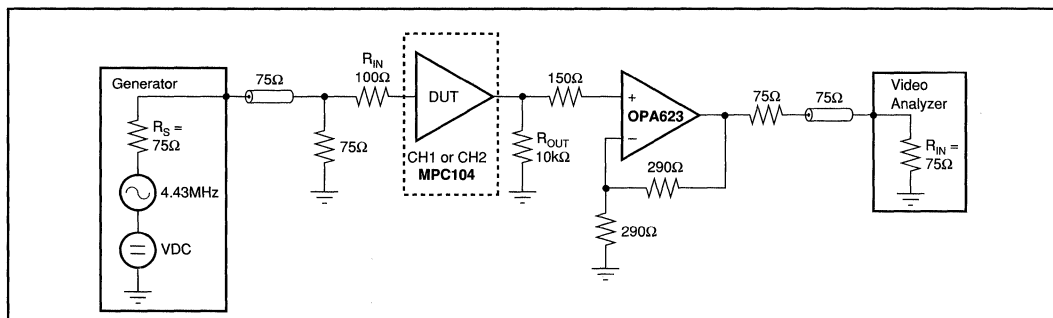 Generator
R_S =
75Ω
4.43MHz
VDC
75Ω
75Ω
R_IN
100Ω
DUT
CH1 or CH2
MPC104
R_OUT
10kΩ
150Ω
+
OPA623
−
290Ω
290Ω
75Ω
75Ω
Video
Analyzer
R_IN =
75Ω